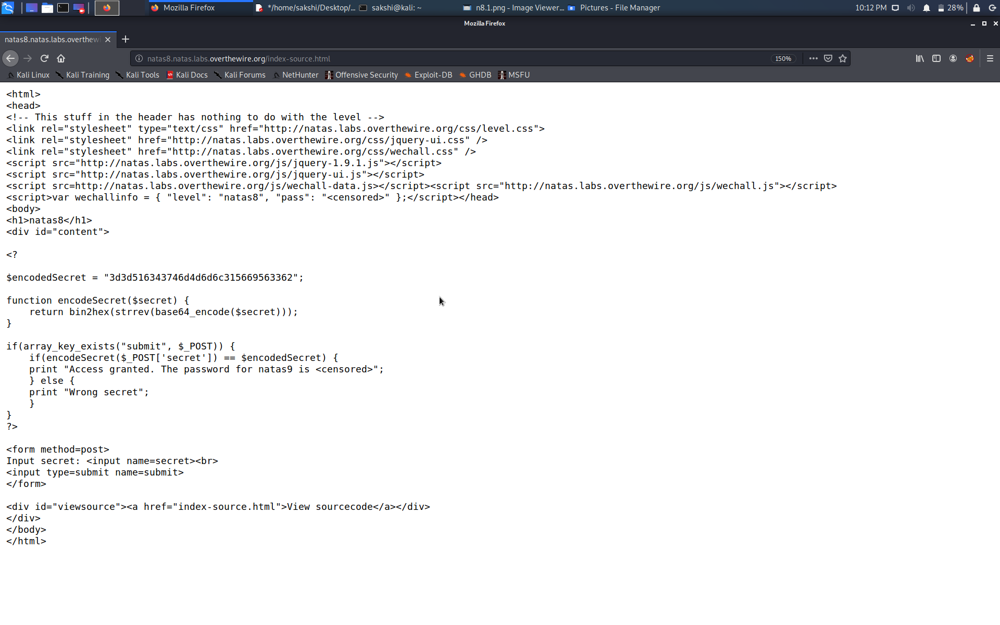 Mozilla Firefox
*/home/sakshi/Desktop/...
sakshi@kali: ~
n8.1.png - Image Viewer...
Pictures - File Manager
10:12 PM
28%
Mozilla Firefox
natas8.natas.labs.overthewi
natas8.natas.labs.overthewire.org/index-source.html
150%
Kali Linux
Kali Training
Kali Tools
Kali Docs
Kali Forums
NetHunter
Offensive Security
Exploit-DB
GHDB
MSFU
<html>
<head>
<!-- This stuff in the header has nothing to do with the level -->
<link rel="stylesheet" type="text/css" href="http://natas.labs.overthewire.org/css/level.css">
<link rel="stylesheet" href="http://natas.labs.overthewire.org/css/jquery-ui.css" />
<link rel="stylesheet" href="http://natas.labs.overthewire.org/css/wechall.css" />
<script src="http://natas.labs.overthewire.org/js/jquery-1.9.1.js"></script>
<script src="http://natas.labs.overthewire.org/js/jquery-ui.js"></script>
<script src=http://natas.labs.overthewire.org/js/wechall-data.js></script><script src="http://natas.labs.overthewire.org/js/wechall.js"></script>
<script>var wechallinfo = { "level": "natas8", "pass": "<censored>" };</script></head>
<body>
<h1>natas8</h1>
<div id="content">
<?
$encodedSecret = "3d3d516343746d4d6d6c315669563362";
function encodeSecret($secret) {
    return bin2hex(strrev(base64_encode($secret)));
}
if(array_key_exists("submit", $_POST)) {
    if(encodeSecret($_POST['secret']) == $encodedSecret) {
    print "Access granted. The password for natas9 is <censored>";
    } else {
    print "Wrong secret";
    }
}
?>
<form method=post>
Input secret: <input name=secret><br>
<input type=submit name=submit>
</form>
<div id="viewsource"><a href="index-source.html">View sourcecode</a></div>
</div>
</body>
</html>